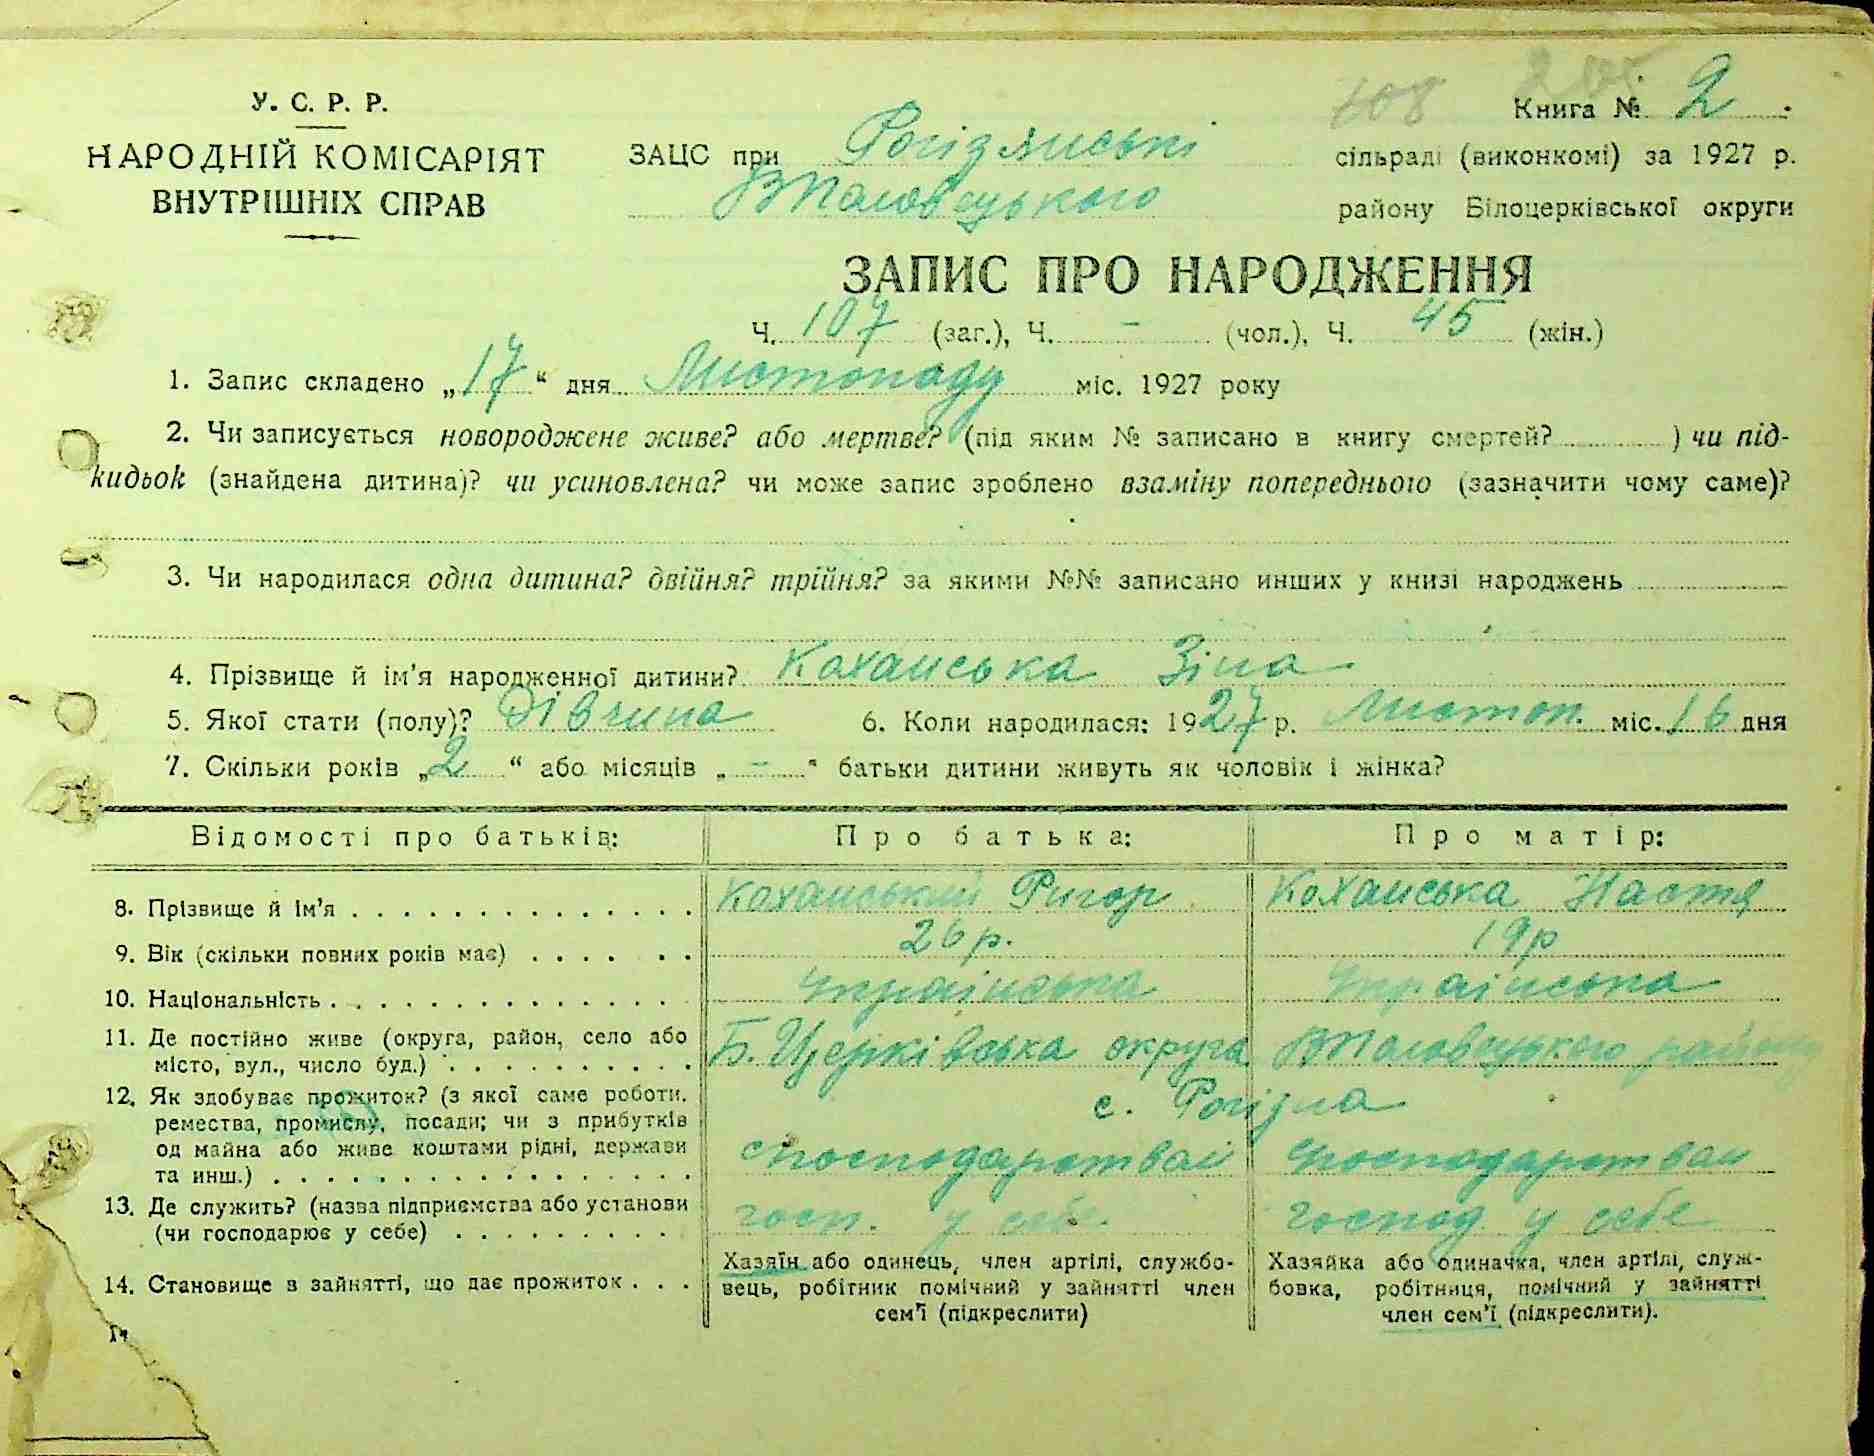 708 205
У. С. Р. Р.
НАРОДНІЙ КОМІСАРІЯТ
ВНУТРІШНІХ СПРАВ
Книга № 2
ЗАЦС при Рогізянські сільраді (виконкомі) за 1927 р.
ВПоловецького району Білоцерківської округи
ЗАПИС ПРО НАРОДЖЕННЯ
Ч. 107 (заг.), Ч. – (чол.), Ч. 45 (жін.)
1. Запис складено „17“ дня Листопаду міс. 1927 року
2. Чи записується новороджене живе? або мертве? (під яким № записано в книгу смертей? ) чи під-
кидьок (знайдена дитина)? чи усиновлена? чи може запис зроблено взаміну попереднього (зазначити чому саме)?
3. Чи народилася одна дитина? двійня? трійня? за якими №№ записано инших у книзі народжень
4. Прізвище й ім'я народженної дитини? Коханська Зіна
5. Якої стати (полу)? Дівчина 6. Коли народилася: 1927 р. Листоп. міс. 16 дня
7. Скільки років „2“ або місяців „–“ батьки дитини живуть як чоловік і жінка?
Відомості про батьків: Про батька: Про матір:
8. Прізвище й ім'я . . . . . . . . . . . . . . Коханський Ригор Коханська Настя
9. Вік (скільки повних років має) . . . . . . 26 р. 19 р
10. Національність . . . . . . . . . . . . . . Українська Українська
11. Де постійно живе (округа, район, село або
місто, вул., число буд.) . . . . . . . . . . Б. Церківська округа ВПоловецького району
12. Як здобуває прожиток? (з якої саме роботи, с. Рогізна
ремества, промислу, посади; чи з прибутків
од майна або живе коштами рідні, держави
та инш.) . . . . . . . . . . . . . . . . . .
13. Де служить? (назва підприємства або установи
(чи господарює у себе) . . . . . . . . . . госп. у себе. господ. у себе
14. Становище в зайнятті, що дає прожиток . . .
Хазяїн або одинець, член артілі, службо-
вець, робітник помічний у зайнятті член
сем'ї (підкреслити)
Хазяйка або одиначка, член артілі, служ-
бовка, робітниця, помічний у зайнятті
член сем'ї (підкреслити).